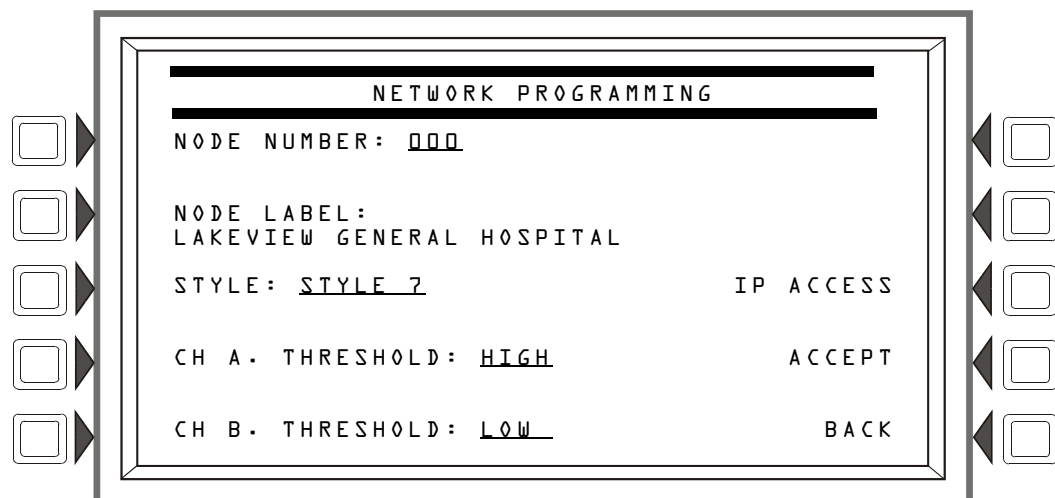 NETWORK PROGRAMMING
NODE NUMBER: 000
NODE LABEL:
LAKEVIEW GENERAL HOSPITAL
STYLE: STYLE 7 IP ACCESS
CH A. THRESHOLD: HIGH ACCEPT
CH B. THRESHOLD: LOW BACK